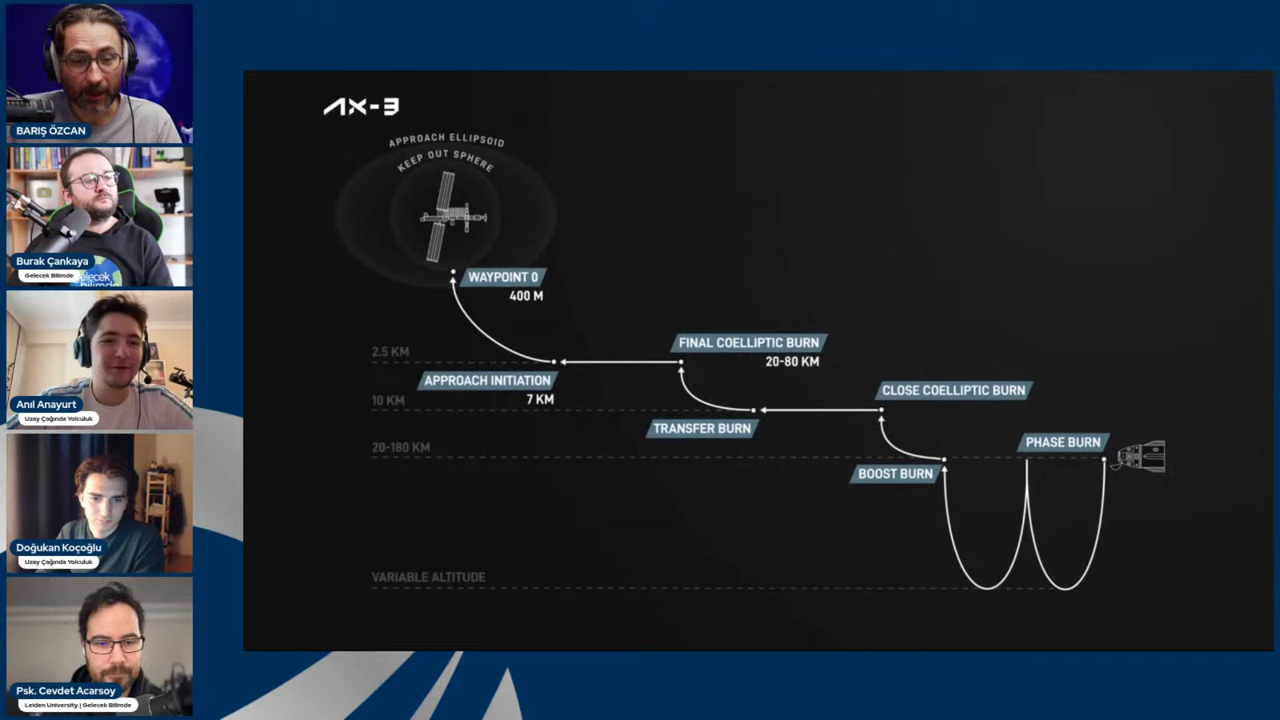 BARIŞ ÖZCAN
Burak Çankaya
Gelecek Bilimde
gelecek
bilimde
Anıl Anayurt
Uzay Çağında Yolculuk
Doğukan Koçoğlu
Uzay Çağında Yolculuk
Psk. Cevdet Acarsoy
Leiden University | Gelecek Bilimde
AX-3
APPROACH ELLIPSOID
KEEP OUT SPHERE
WAYPOINT 0
400 M
2.5 KM
FINAL COELLIPTIC BURN
20-80 KM
APPROACH INITIATION
7 KM
10 KM
CLOSE COELLIPTIC BURN
TRANSFER BURN
20-180 KM
PHASE BURN
BOOST BURN
VARIABLE ALTITUDE